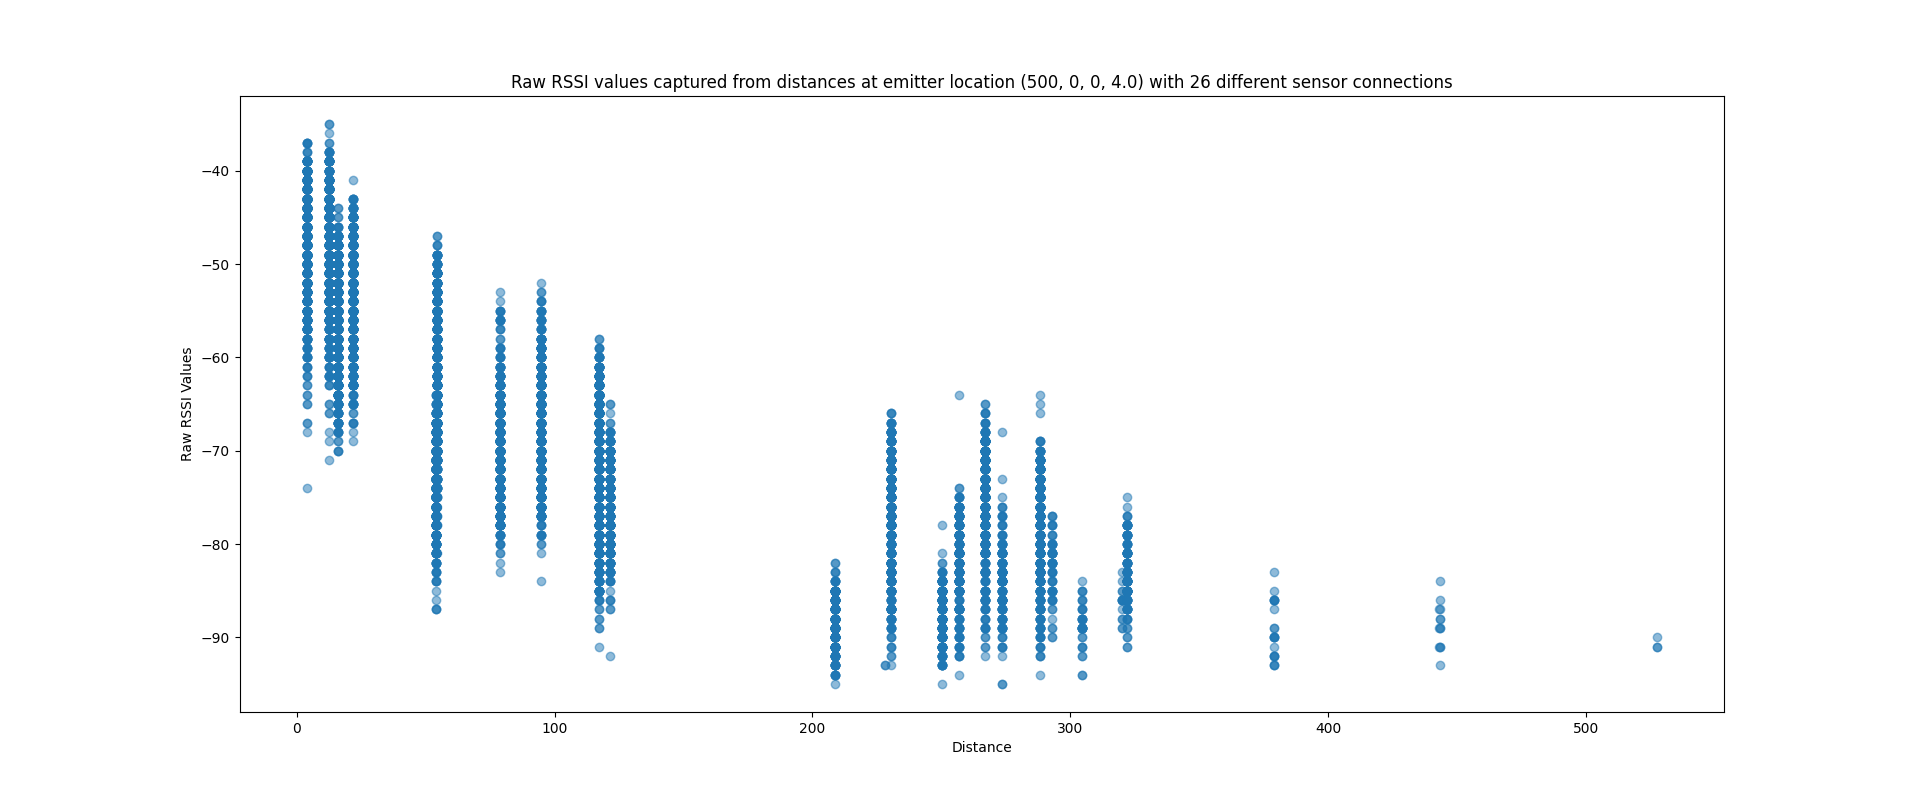 Raw RSSI values captured from distances at emitter location (500, 0, 0, 4.0) with 26 different sensor connections
Raw RSSI Values
−40
−50
−60
−70
−80
−90
0 100 200 300 400 500
Distance